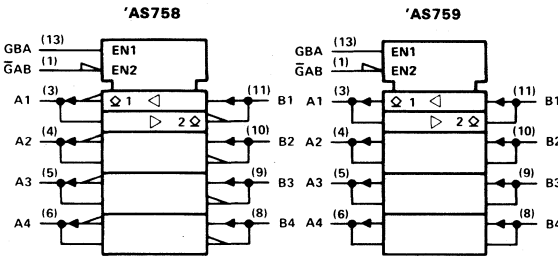 'AS758 'AS759
GBA (13) EN1 GBA (13) EN1
G̅AB (1) EN2 G̅AB (1) EN2
A1 (3) ⎐ 1 ◁ (11) B1 A1 (3) ⎐ 1 ◁ (11) B1
▷ 2 ⎐ ▷ 2 ⎐
A2 (4) (10) B2 A2 (4) (10) B2
A3 (5) (9) B3 A3 (5) (9) B3
A4 (6) (8) B4 A4 (6) (8) B4